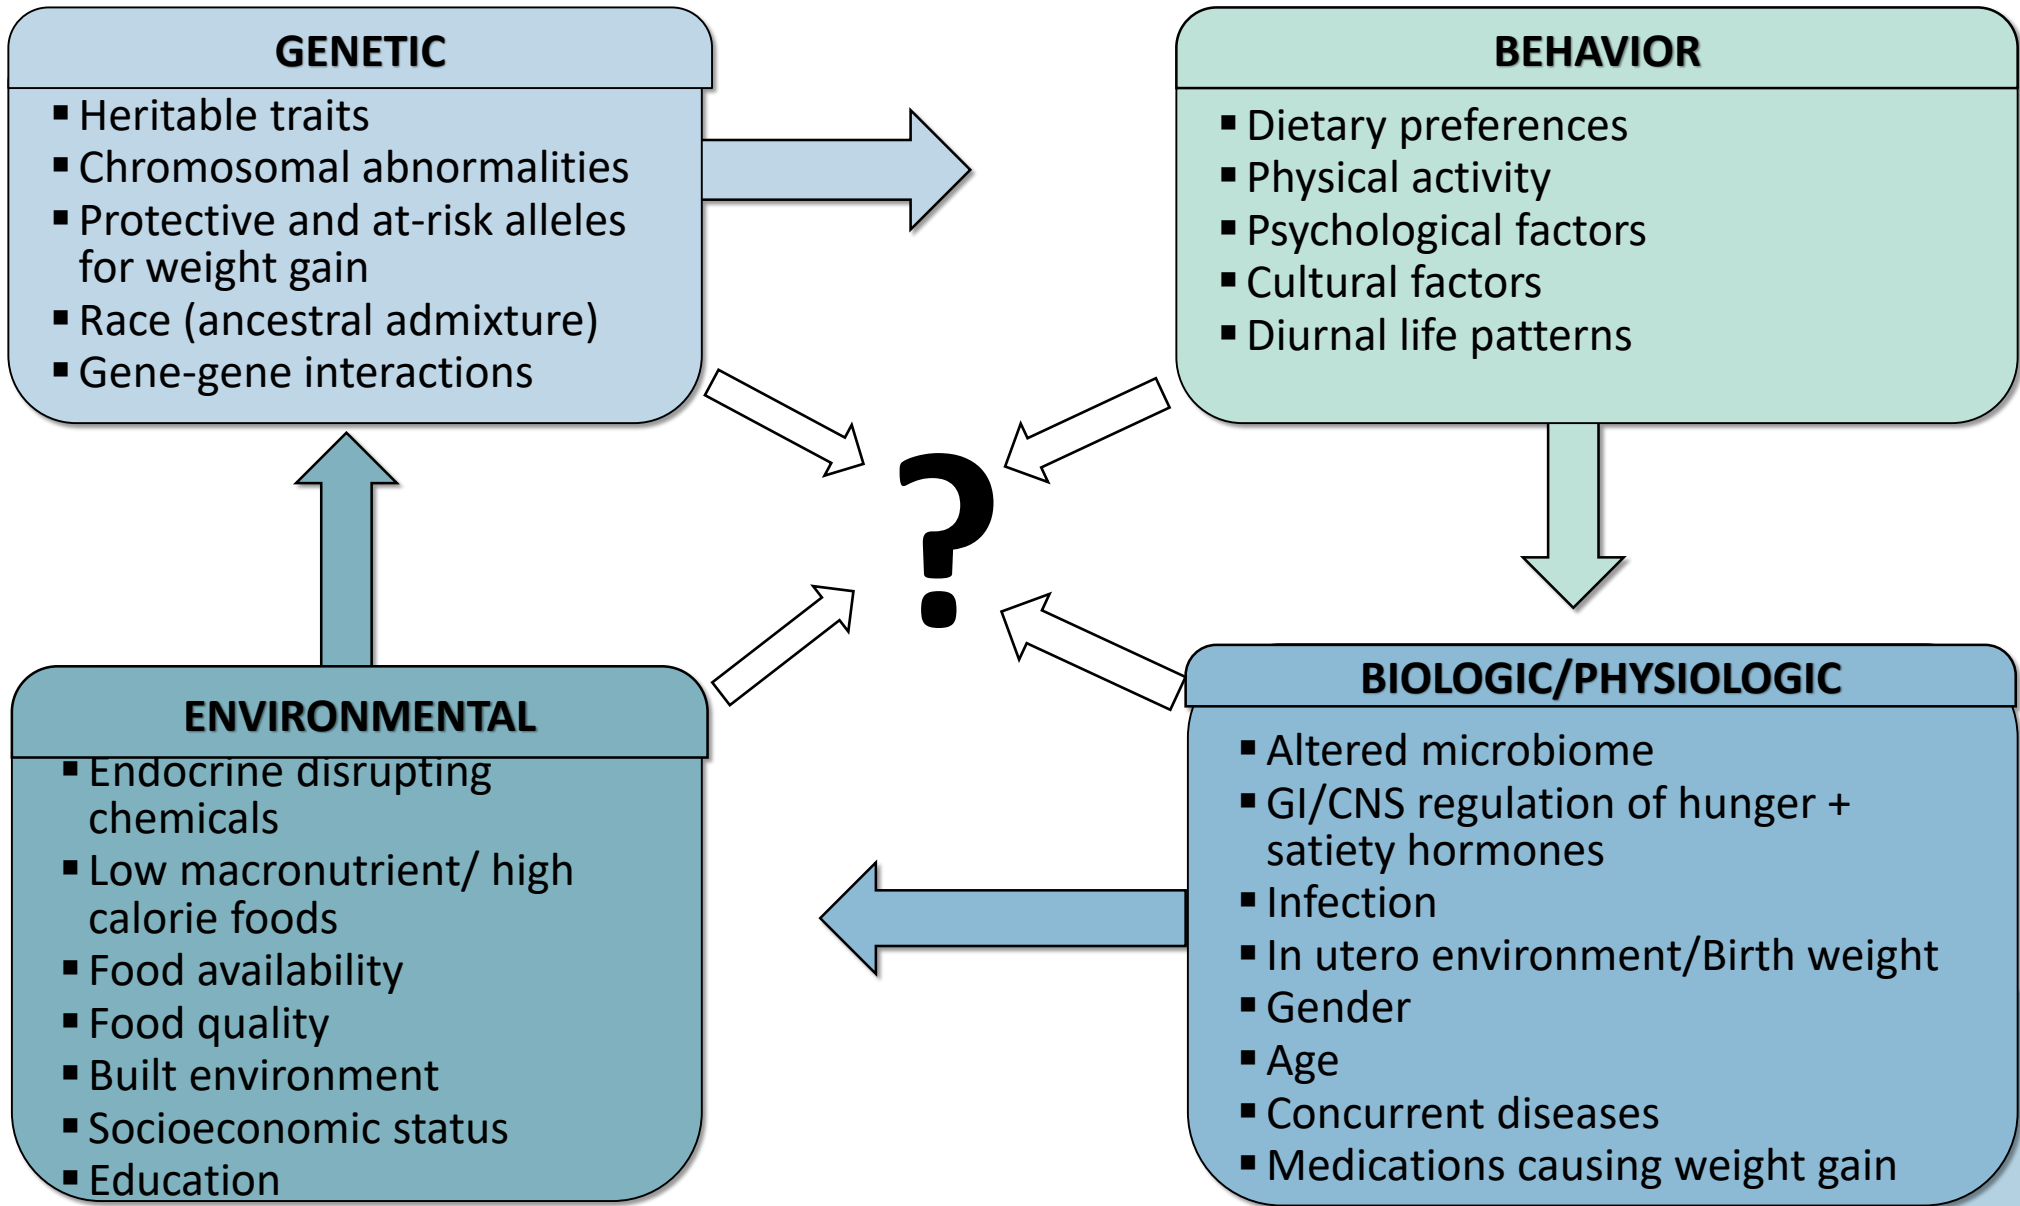 GENETIC
▪ Heritable traits
▪ Chromosomal abnormalities
▪ Protective and at-risk alleles
for weight gain
▪ Race (ancestral admixture)
▪ Gene-gene interactions
BEHAVIOR
▪ Dietary preferences
▪ Physical activity
▪ Psychological factors
▪ Cultural factors
▪ Diurnal life patterns
?
ENVIRONMENTAL
▪ Endocrine disrupting
chemicals
▪ Low macronutrient/ high
calorie foods
▪ Food availability
▪ Food quality
▪ Built environment
▪ Socioeconomic status
▪ Education
BIOLOGIC/PHYSIOLOGIC
▪ Altered microbiome
▪ GI/CNS regulation of hunger +
satiety hormones
▪ Infection
▪ In utero environment/Birth weight
▪ Gender
▪ Age
▪ Concurrent diseases
▪ Medications causing weight gain